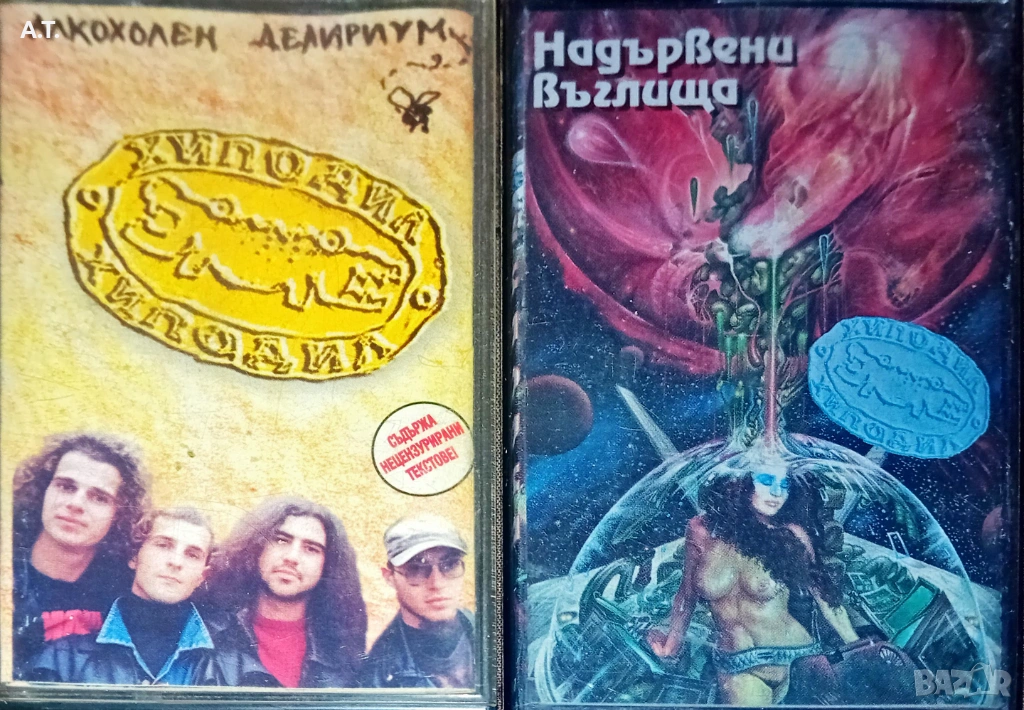 А.Т.
АЛКОХОЛЕН ДЕЛИРИУМ
ХИПОДИЛ
ХИПОДИЛ
СЪДЪРЖА
НЕЦЕНЗУРИРАНИ
ТЕКСТОВЕ!
Надървени
въглища
ХИПОДИЛ
ХИПОДИЛ
BAZAR